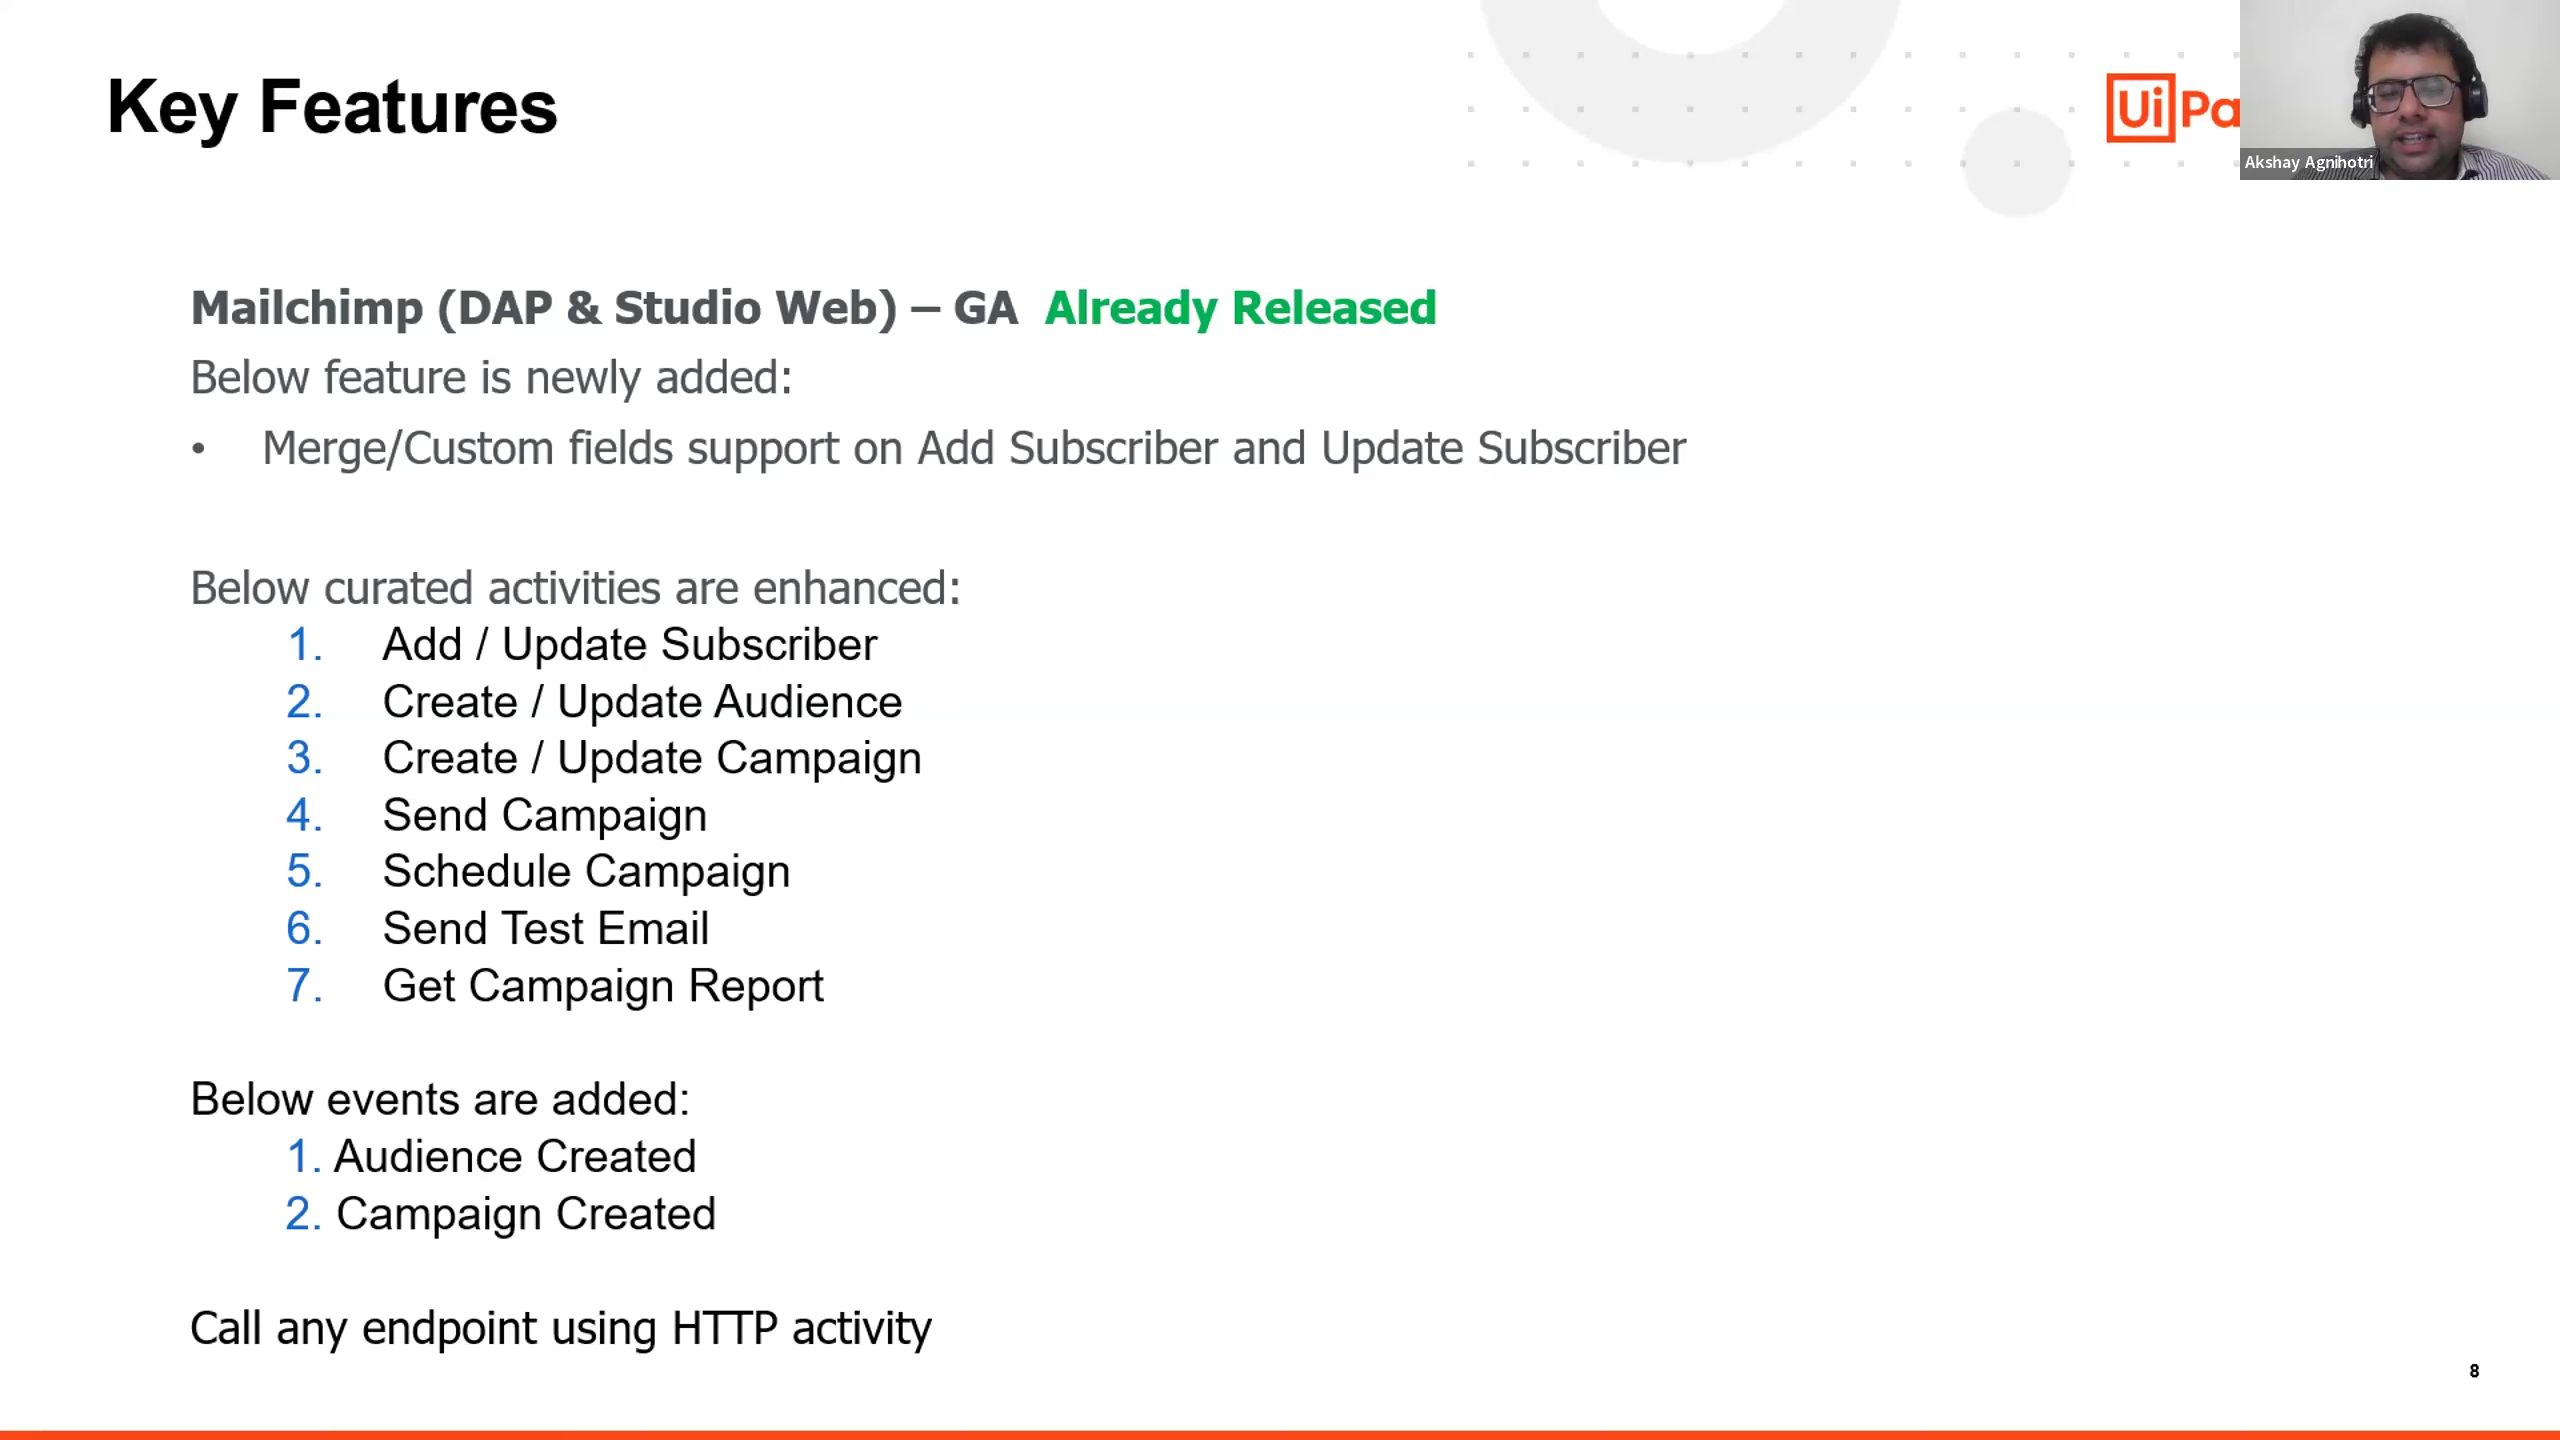 Key Features
UiPa
Akshay Agnihotri
Mailchimp (DAP & Studio Web) – GA Already Released
Below feature is newly added:
• Merge/Custom fields support on Add Subscriber and Update Subscriber
Below curated activities are enhanced:
1. Add / Update Subscriber
2. Create / Update Audience
3. Create / Update Campaign
4. Send Campaign
5. Schedule Campaign
6. Send Test Email
7. Get Campaign Report
Below events are added:
1. Audience Created
2. Campaign Created
Call any endpoint using HTTP activity
8